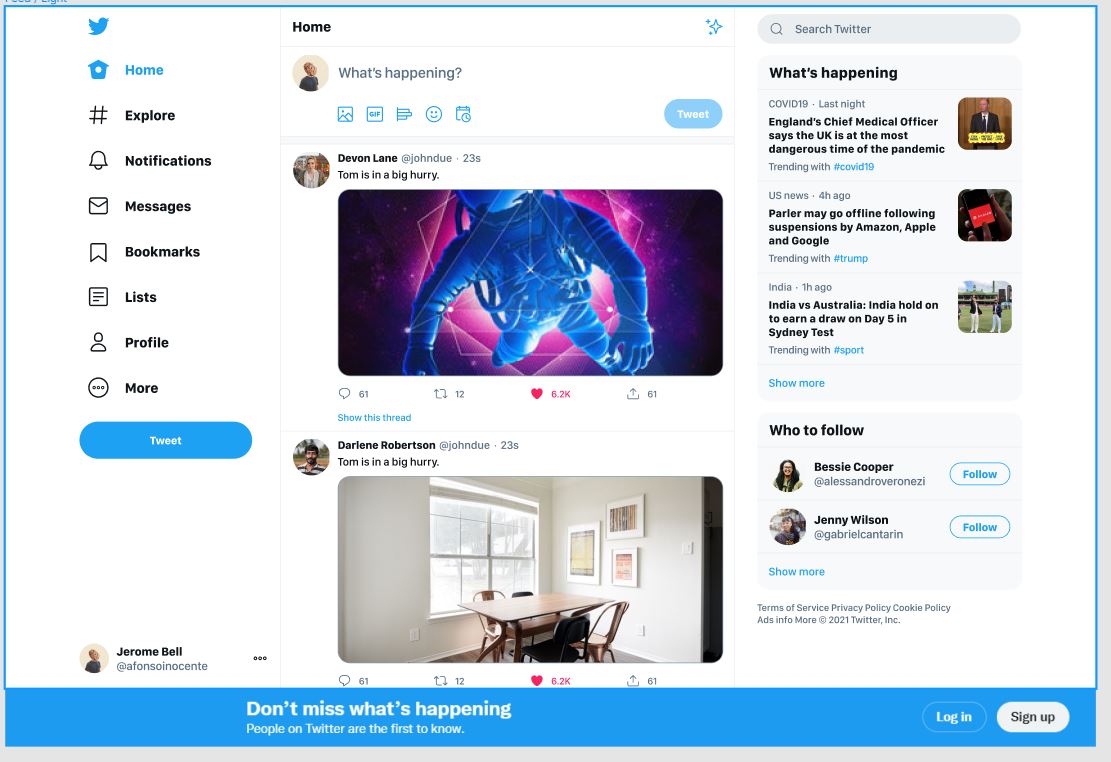 Feed / Light
Home
Explore
Notifications
Messages
Bookmarks
Lists
Profile
More
Tweet
Jerome Bell
@afonsoinocente
Home
What's happening?
GIF
Tweet
Devon Lane @johndue · 23s
Tom is in a big hurry.
61 12 6.2K 61
Show this thread
Darlene Robertson @johndue · 23s
Tom is in a big hurry.
61 12 6.2K 61
Search Twitter
What's happening
COVID19 · Last night
England's Chief Medical Officer
says the UK is at the most
dangerous time of the pandemic
Trending with #covid19
US news · 4h ago
Parler may go offline following
suspensions by Amazon, Apple
and Google
Trending with #trump
India · 1h ago
India vs Australia: India hold on
to earn a draw on Day 5 in
Sydney Test
Trending with #sport
Show more
Who to follow
Bessie Cooper
@alessandroveronezi
Follow
Jenny Wilson
@gabrielcantarin
Follow
Show more
Terms of Service Privacy Policy Cookie Policy
Ads info More © 2021 Twitter, Inc.
Don't miss what's happening
People on Twitter are the first to know.
Log in
Sign up